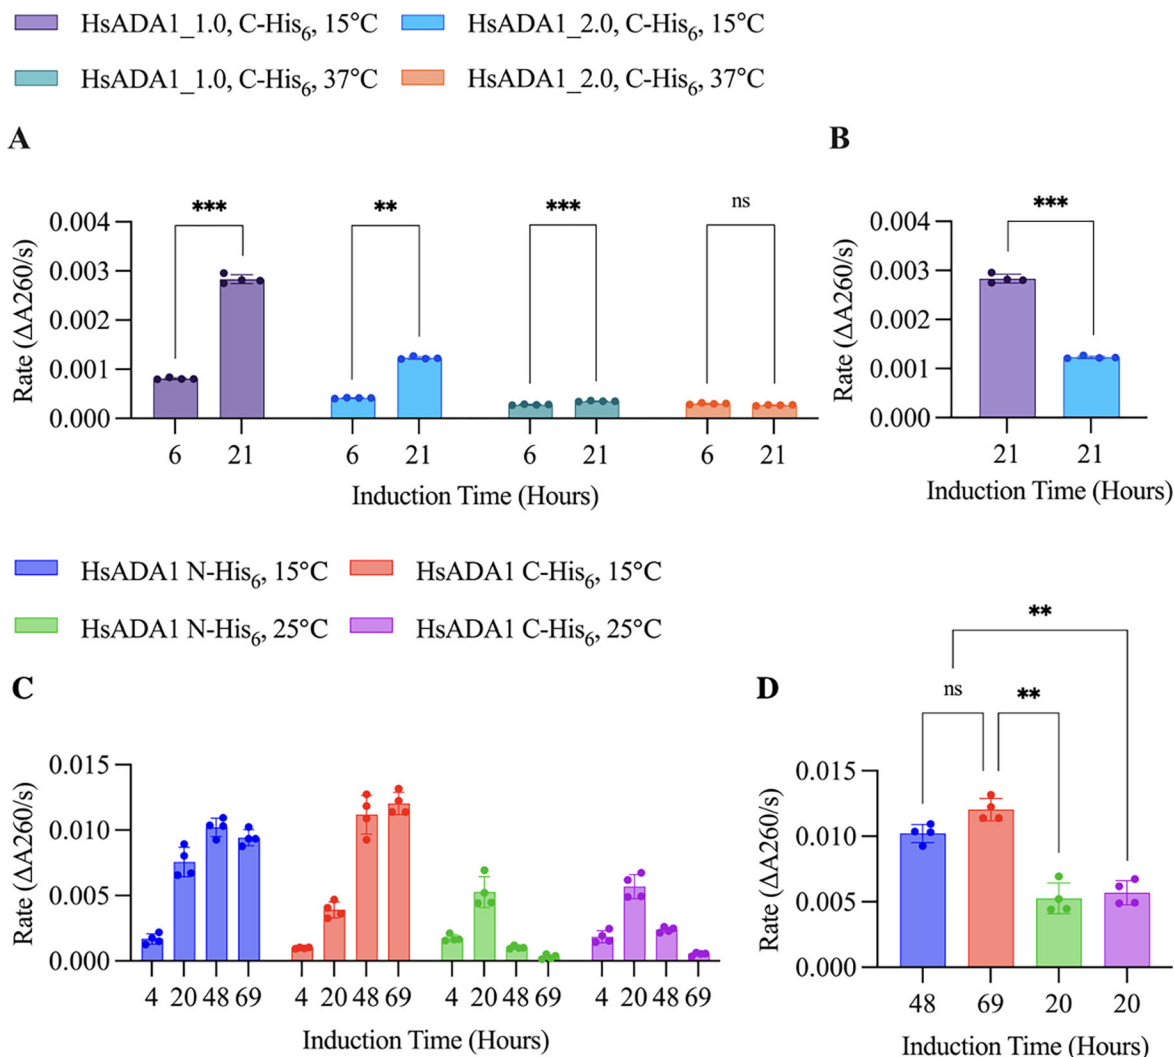 HsADA1_1.0, C-His6, 15°C HsADA1_2.0, C-His6, 15°C
HsADA1_1.0, C-His6, 37°C HsADA1_2.0, C-His6, 37°C
A
Rate (ΔA260/s)
0.004
0.003
0.002
0.001
0.000
*** ** *** ns
6 21 6 21 6 21 6 21
Induction Time (Hours)
B
Rate (ΔA260/s)
0.004
0.003
0.002
0.001
0.000
***
21 21
Induction Time (Hours)
HsADA1 N-His6, 15°C HsADA1 C-His6, 15°C
HsADA1 N-His6, 25°C HsADA1 C-His6, 25°C
C
Rate (ΔA260/s)
0.015
0.010
0.005
0.000
4 20 48 69 4 20 48 69 4 20 48 69 4 20 48 69
Induction Time (Hours)
D
**
ns **
Rate (ΔA260/s)
0.015
0.010
0.005
0.000
48 69 20 20
Induction Time (Hours)